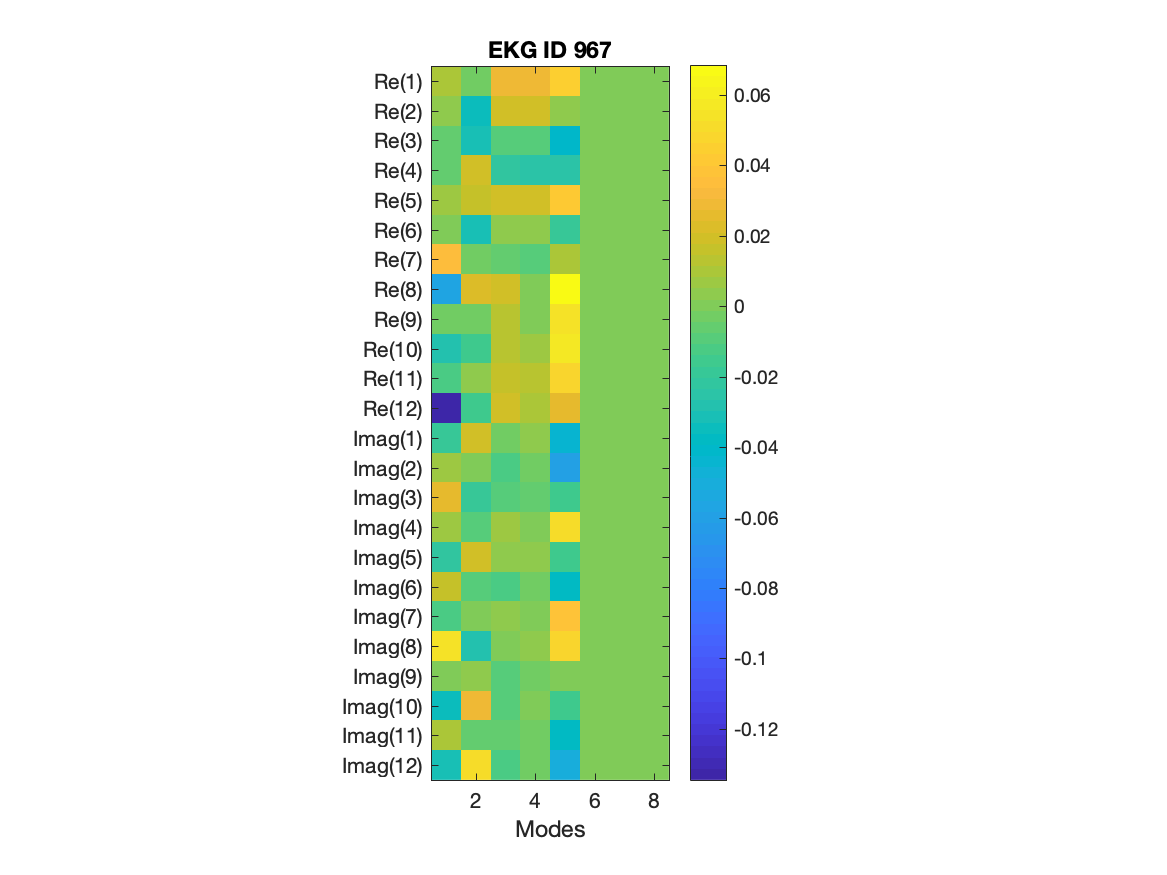 EKG ID 967
Re(1)
Re(2)
Re(3)
Re(4)
Re(5)
Re(6)
Re(7)
Re(8)
Re(9)
Re(10)
Re(11)
Re(12)
Imag(1)
Imag(2)
Imag(3)
Imag(4)
Imag(5)
Imag(6)
Imag(7)
Imag(8)
Imag(9)
Imag(10)
Imag(11)
Imag(12)
2 4 6 8
Modes
0.06
0.04
0.02
0
-0.02
-0.04
-0.06
-0.08
-0.1
-0.12